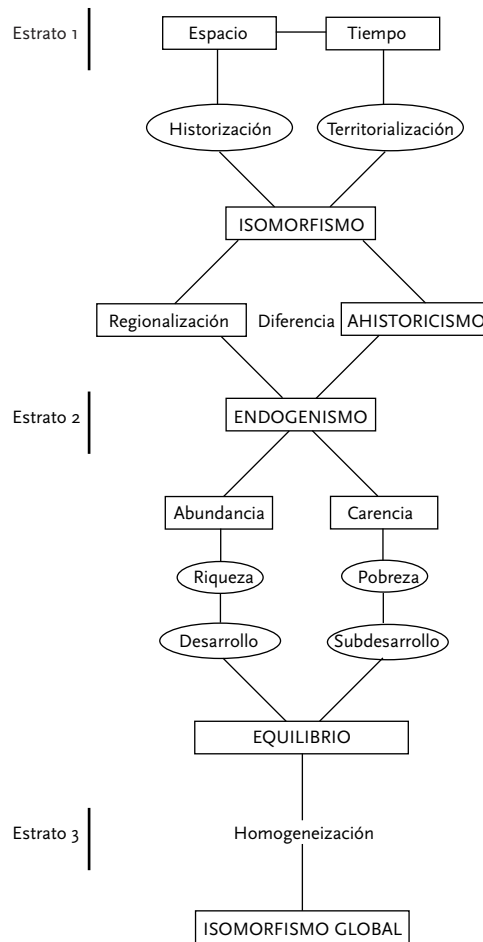 Estrato 1
Espacio
Tiempo
Historización
Territorialización
ISOMORFISMO
Regionalización
Diferencia
AHISTORICISMO
Estrato 2
ENDOGENISMO
Abundancia
Carencia
Riqueza
Pobreza
Desarrollo
Subdesarrollo
EQUILIBRIO
Estrato 3
Homogeneización
ISOMORFISMO GLOBAL